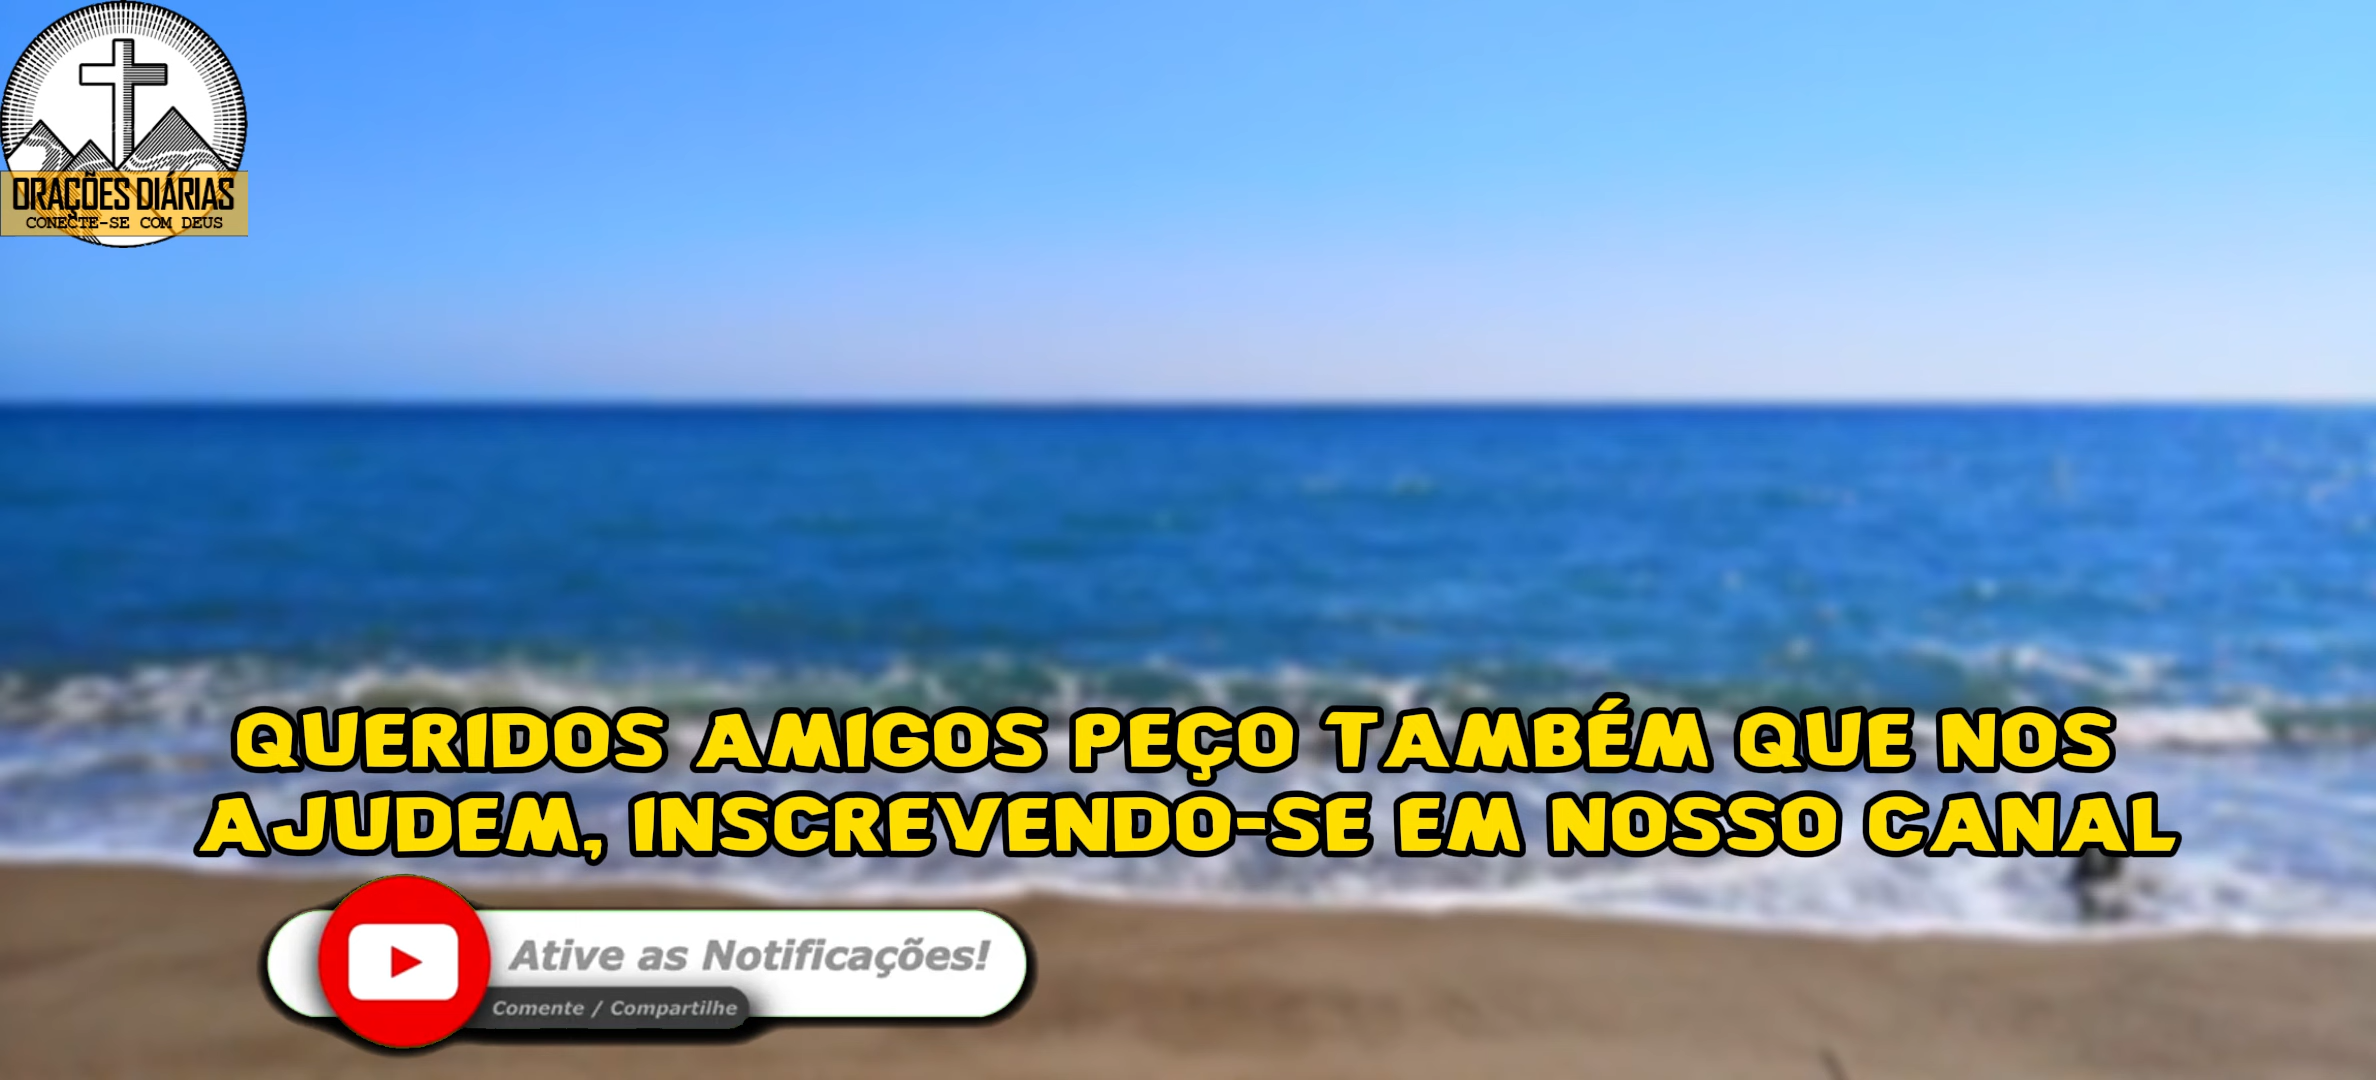 ORAÇÕES DIÁRIAS
CONECTE-SE COM DEUS
QUERIDOS AMIGOS PEÇO TAMBÉM QUE NOS
AJUDEM, INSCREVENDO-SE EM NOSSO CANAL
Ative as Notificações!
Comente / Compartilhe